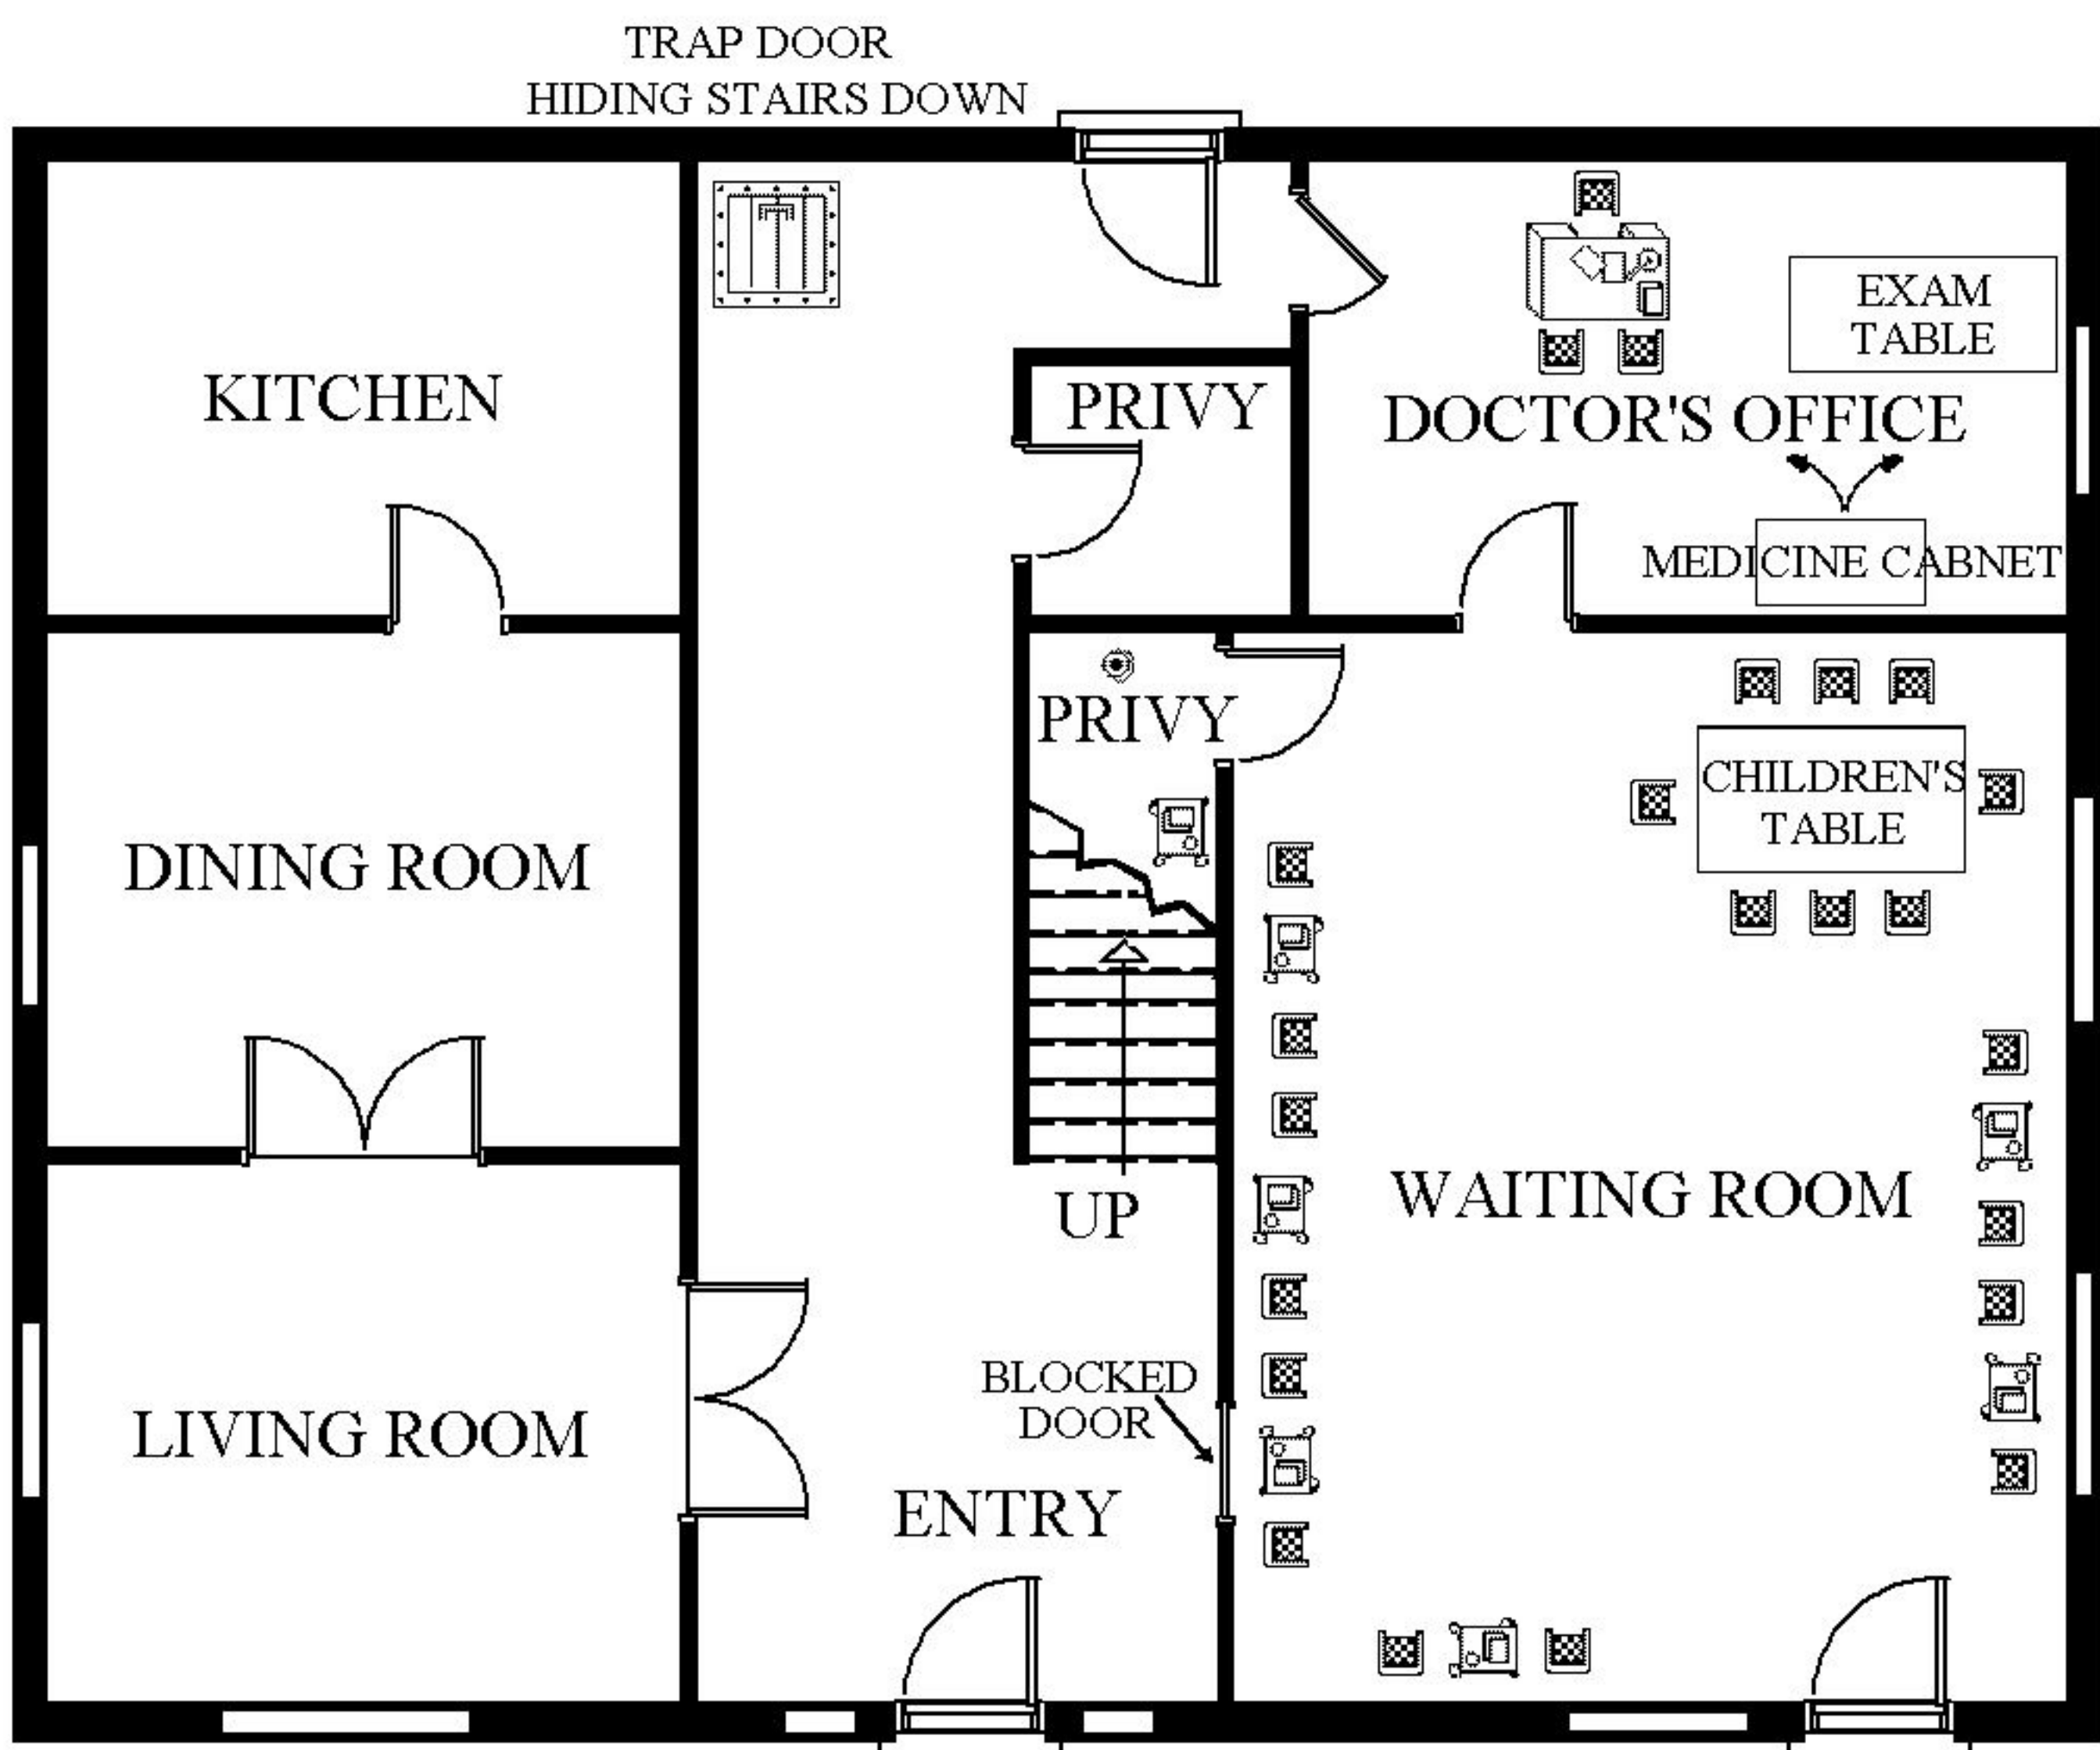 TRAP DOOR
HIDING STAIRS DOWN
KITCHEN
PRIVY
EXAM
TABLE
DOCTOR'S OFFICE
MEDICINE CABNET
PRIVY
CHILDREN'S
TABLE
DINING ROOM
UP
WAITING ROOM
BLOCKED
DOOR
LIVING ROOM
ENTRY